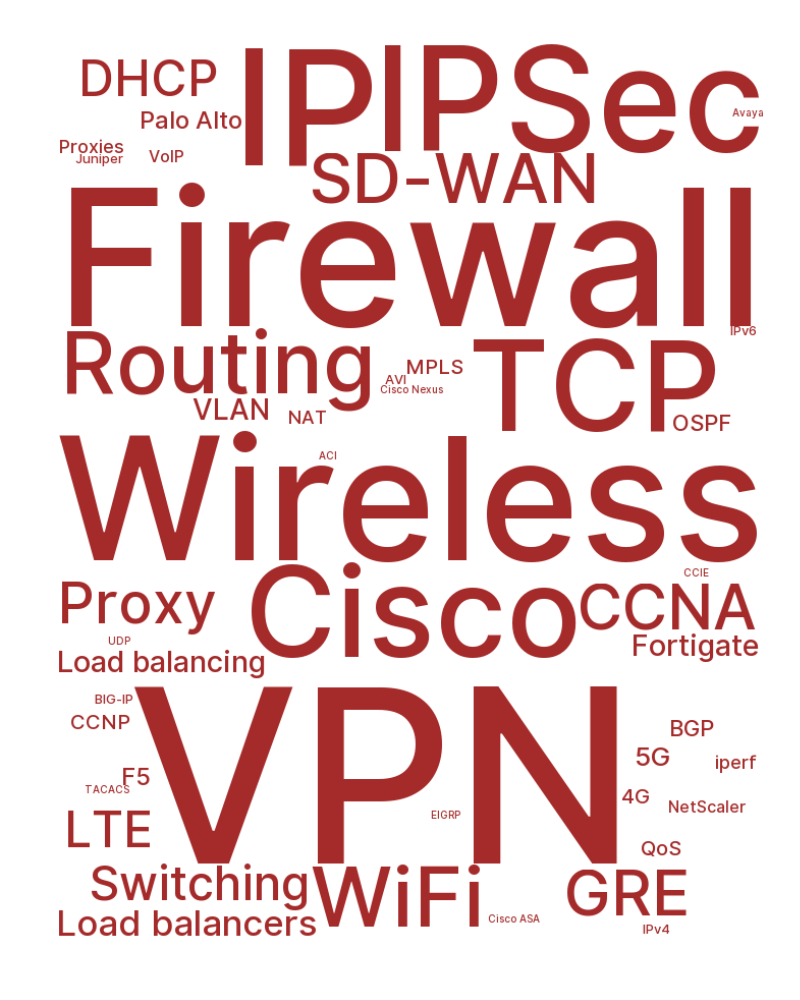 DHCP
IP
IPSec
Palo Alto
Avaya
Proxies
Juniper
VoIP
SD-WAN
Firewall
IPv6
Routing
MPLS
AVI
Cisco Nexus
TCP
VLAN
NAT
OSPF
Wireless
ACI
Cisco
CCIE
Proxy
CCNA
UDP
Fortigate
Load balancing
VPN
BIG-IP
CCNP
BGP
5G
iperf
F5
TACACS
4G
NetScaler
LTE
EIGRP
QoS
Switching
WiFi
GRE
Load balancers
Cisco ASA
IPv4